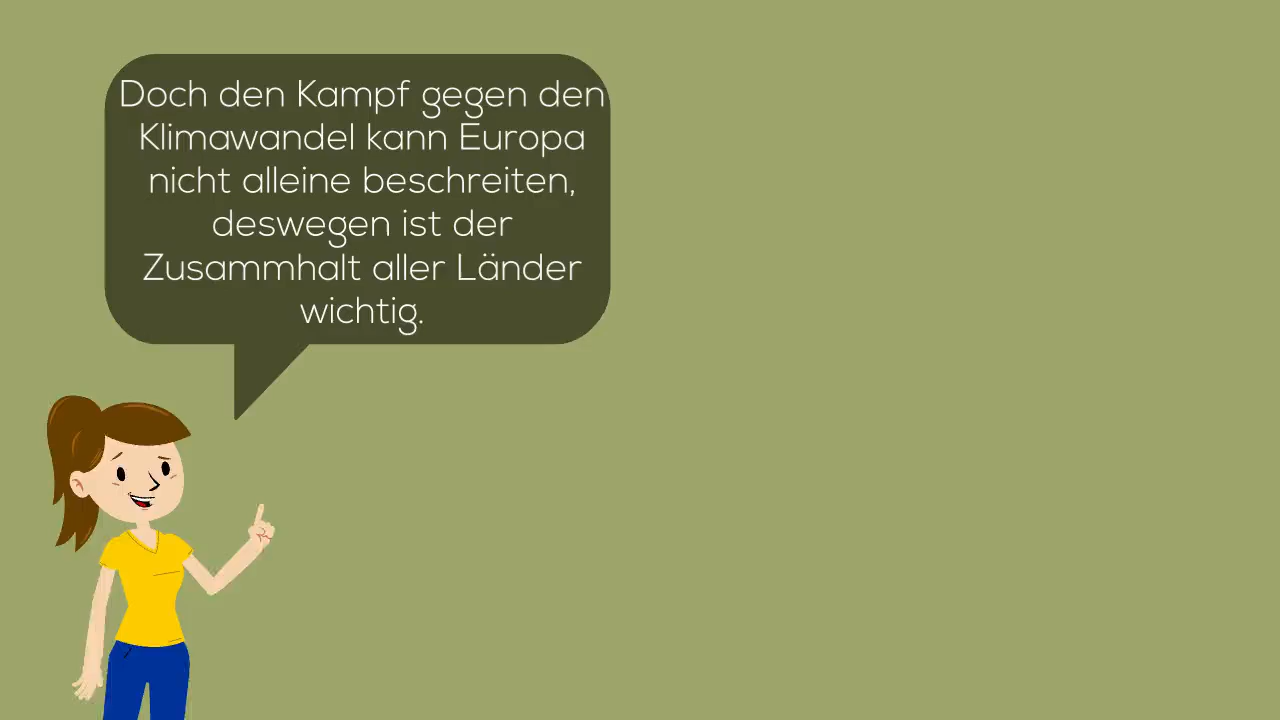 Doch den Kampf gegen den
Klimawandel kann Europa
nicht alleine beschreiten,
deswegen ist der
Zusammhalt aller Länder
wichtig.